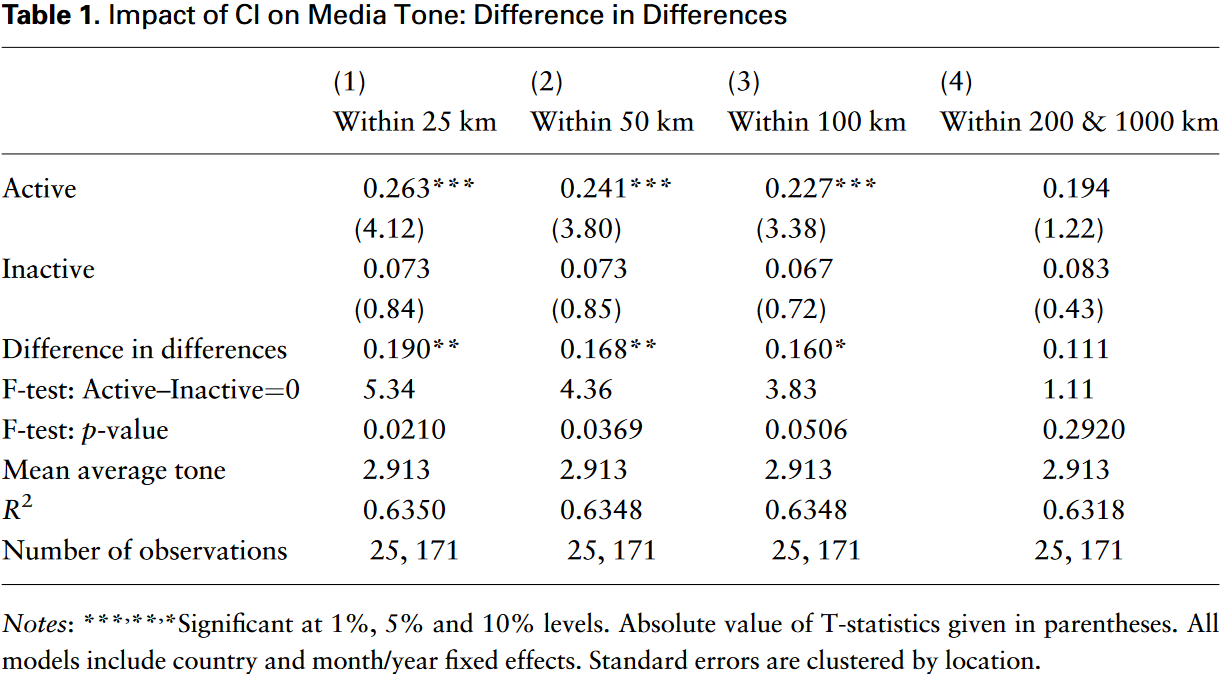 Table 1. Impact of CI on Media Tone: Difference in Differences
(1) (2) (3) (4)
Within 25 km Within 50 km Within 100 km Within 200 & 1000 km
Active 0.263*** 0.241*** 0.227*** 0.194
(4.12) (3.80) (3.38) (1.22)
Inactive 0.073 0.073 0.067 0.083
(0.84) (0.85) (0.72) (0.43)
Difference in differences 0.190** 0.168** 0.160* 0.111
F-test: Active–Inactive=0 5.34 4.36 3.83 1.11
F-test: p-value 0.0210 0.0369 0.0506 0.2920
Mean average tone 2.913 2.913 2.913 2.913
R² 0.6350 0.6348 0.6348 0.6318
Number of observations 25, 171 25, 171 25, 171 25, 171
Notes: ***,**,*Significant at 1%, 5% and 10% levels. Absolute value of T-statistics given in parentheses. All
models include country and month/year fixed effects. Standard errors are clustered by location.